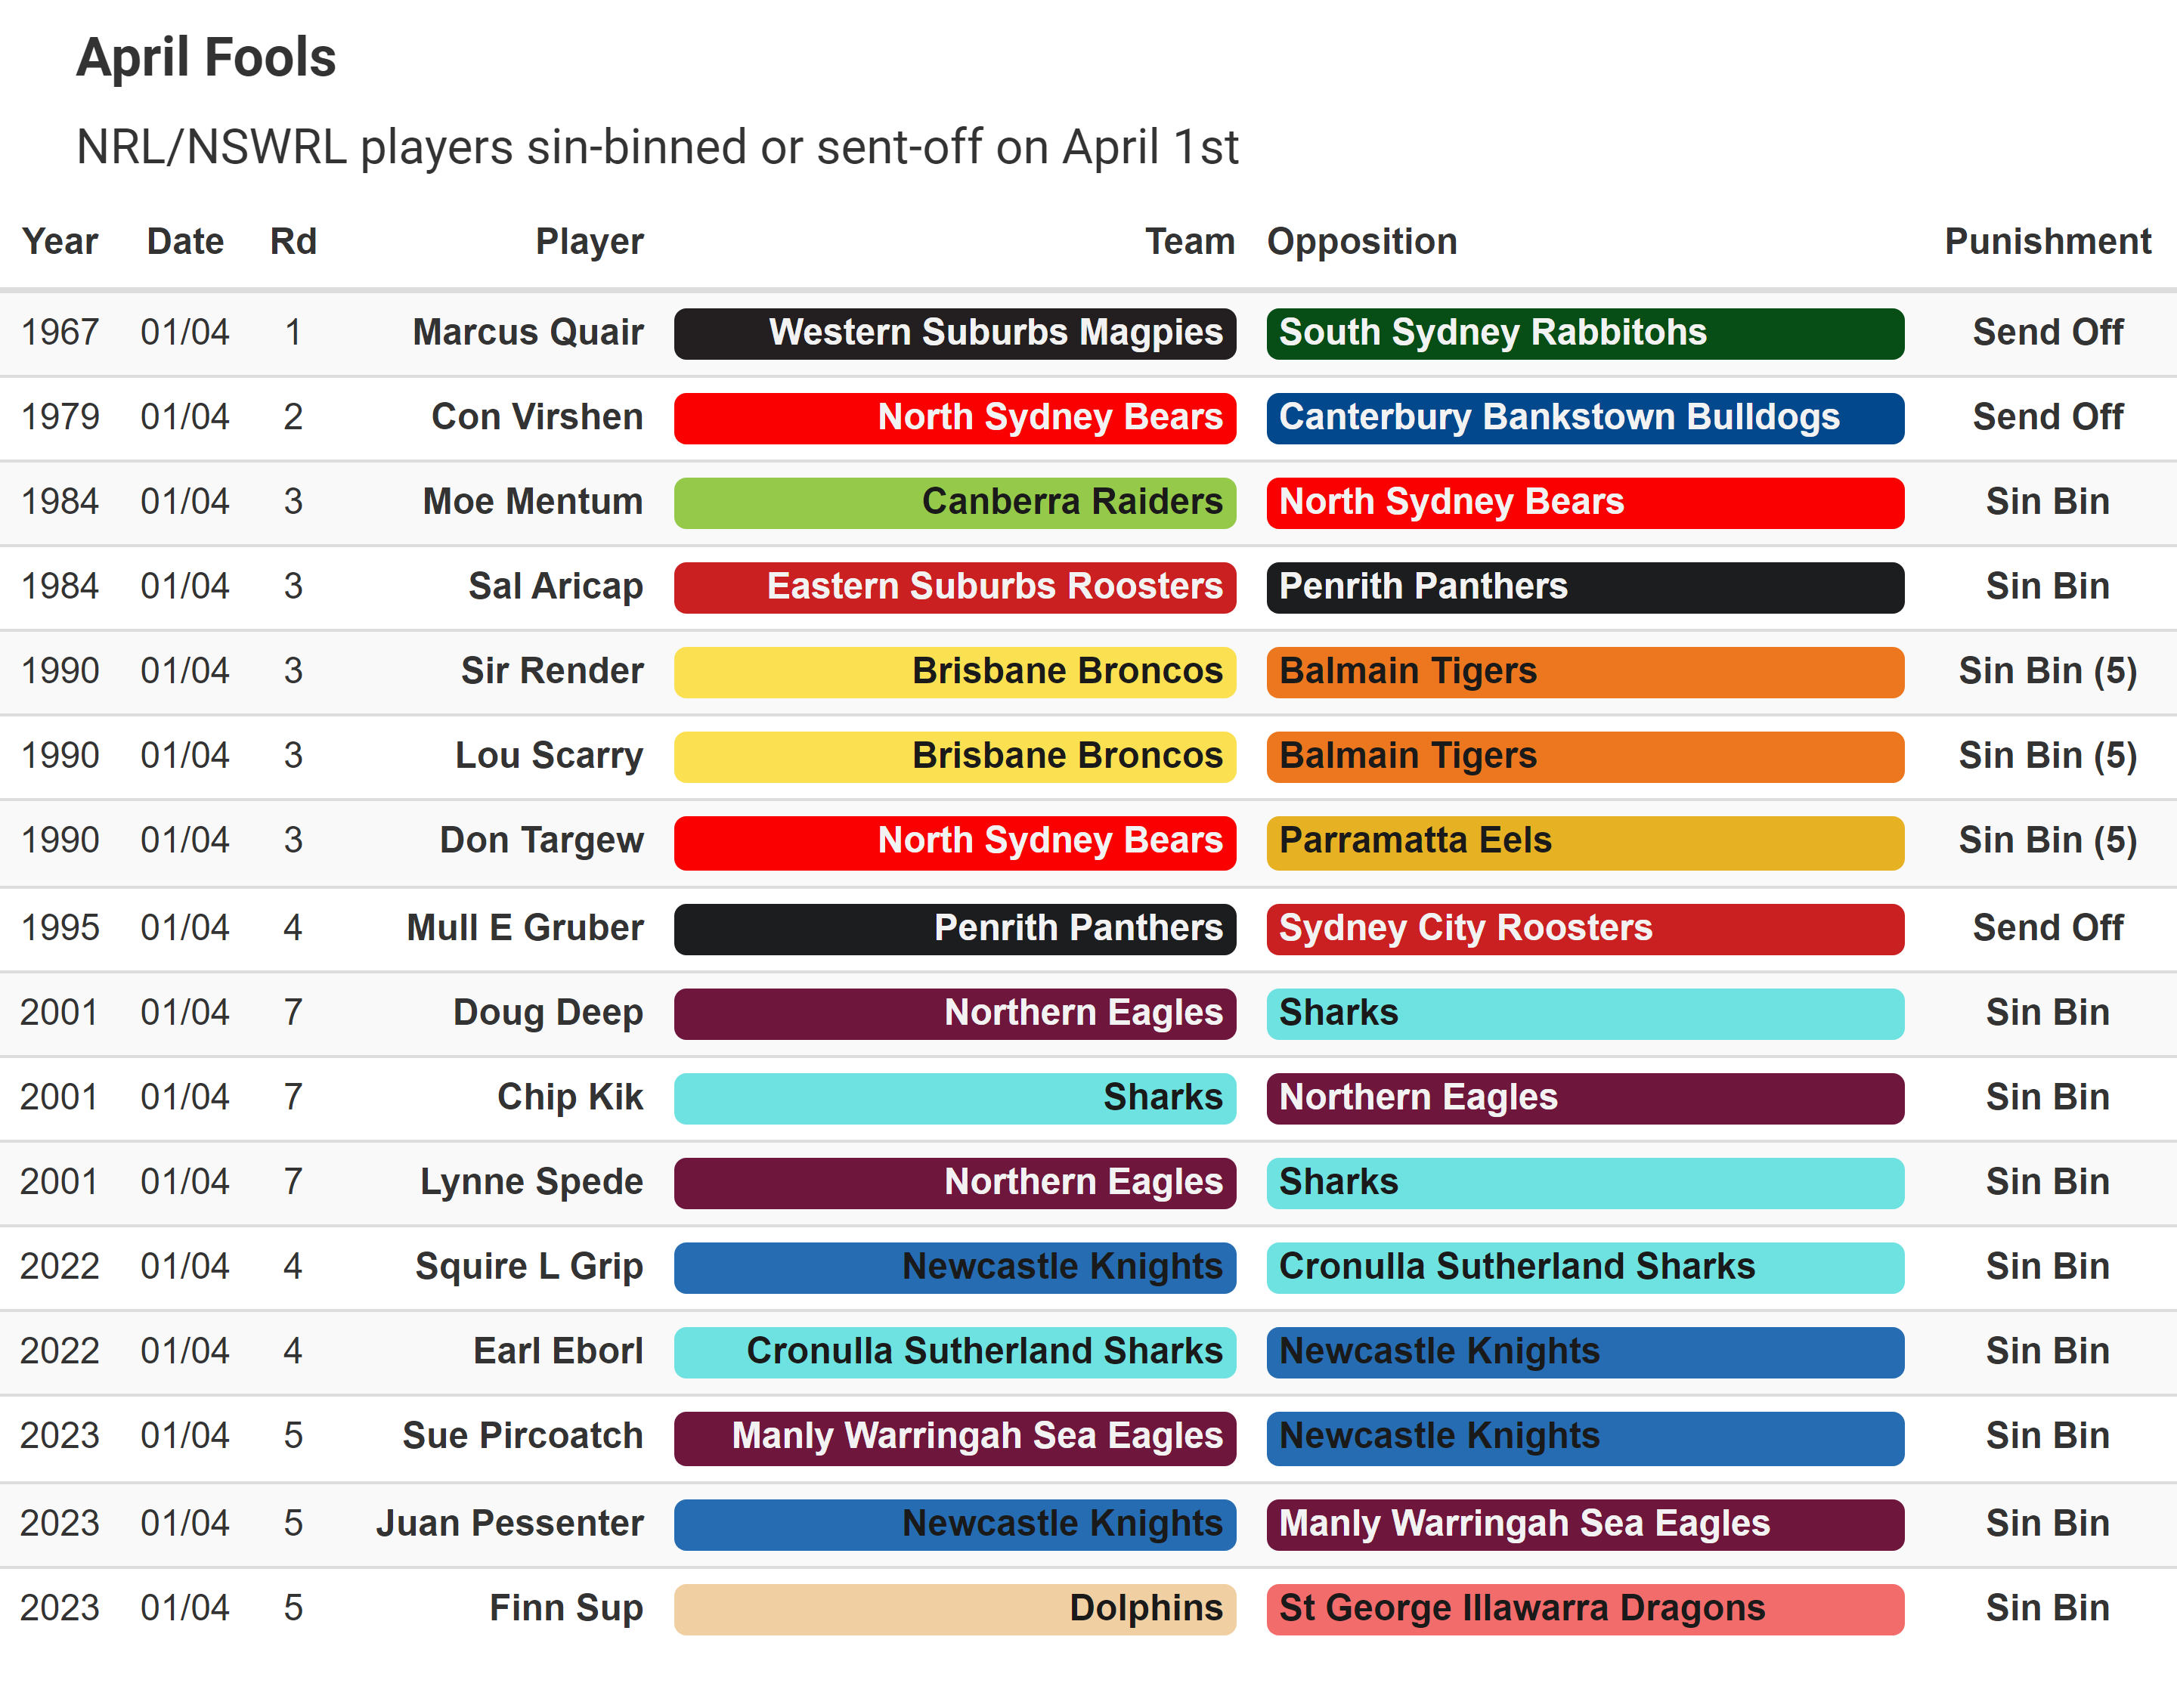 April Fools
NRL/NSWRL players sin-binned or sent-off on April 1st
Year Date Rd Player Team Opposition Punishment
1967 01/04 1 Marcus Quair Western Suburbs Magpies South Sydney Rabbitohs Send Off
1979 01/04 2 Con Virshen North Sydney Bears Canterbury Bankstown Bulldogs Send Off
1984 01/04 3 Moe Mentum Canberra Raiders North Sydney Bears Sin Bin
1984 01/04 3 Sal Aricap Eastern Suburbs Roosters Penrith Panthers Sin Bin
1990 01/04 3 Sir Render Brisbane Broncos Balmain Tigers Sin Bin (5)
1990 01/04 3 Lou Scarry Brisbane Broncos Balmain Tigers Sin Bin (5)
1990 01/04 3 Don Targew North Sydney Bears Parramatta Eels Sin Bin (5)
1995 01/04 4 Mull E Gruber Penrith Panthers Sydney City Roosters Send Off
2001 01/04 7 Doug Deep Northern Eagles Sharks Sin Bin
2001 01/04 7 Chip Kik Sharks Northern Eagles Sin Bin
2001 01/04 7 Lynne Spede Northern Eagles Sharks Sin Bin
2022 01/04 4 Squire L Grip Newcastle Knights Cronulla Sutherland Sharks Sin Bin
2022 01/04 4 Earl Eborl Cronulla Sutherland Sharks Newcastle Knights Sin Bin
2023 01/04 5 Sue Pircoatch Manly Warringah Sea Eagles Newcastle Knights Sin Bin
2023 01/04 5 Juan Pessenter Newcastle Knights Manly Warringah Sea Eagles Sin Bin
2023 01/04 5 Finn Sup Dolphins St George Illawarra Dragons Sin Bin